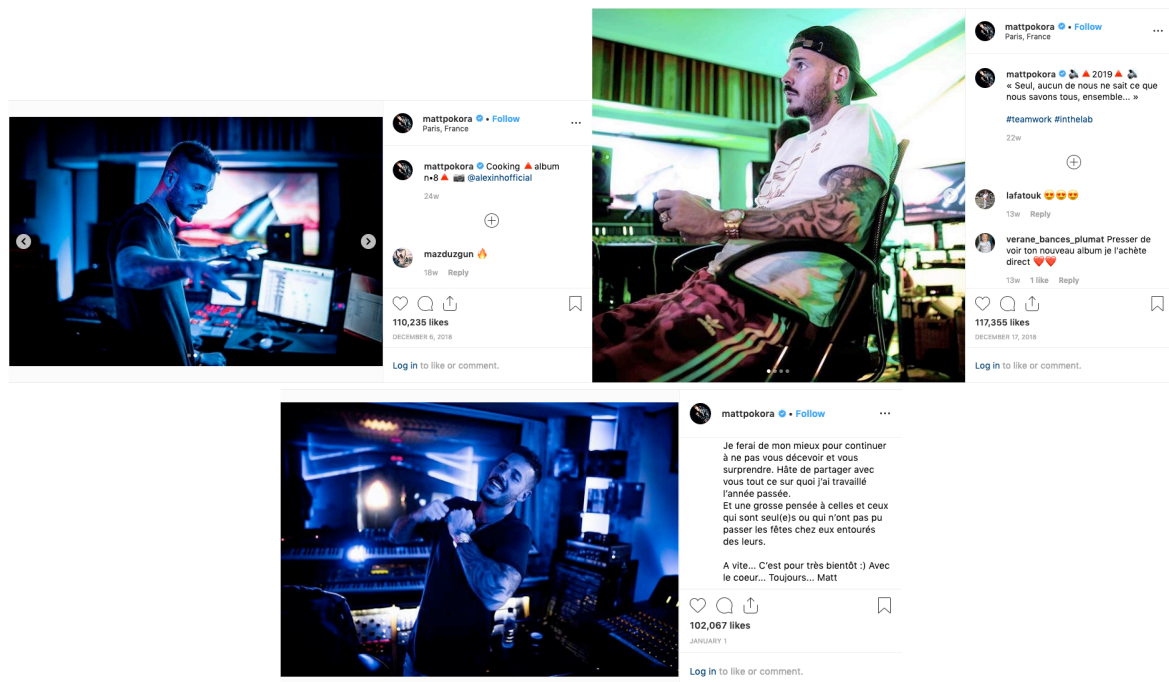 mattpokora • Follow
Paris, France
mattpokora Cooking 🔺album
n•8🔺 📷 @alexinhofficial
24w
mazduzgun 🔥
18w Reply
110,235 likes
DECEMBER 6, 2018
Log in to like or comment.
mattpokora • Follow
Paris, France
mattpokora 🔊🔺2019🔺🔊
« Seul, aucun de nous ne sait ce que
nous savons tous, ensemble... »
#teamwork #inthelab
22w
lafatouk 😍😍😍
13w Reply
verane_bances_plumat Presser de
voir ton nouveau album je l'achète
direct ❤️❤️
13w 1 like Reply
117,355 likes
DECEMBER 17, 2018
Log in to like or comment.
mattpokora • Follow
Je ferai de mon mieux pour continuer
à ne pas vous décevoir et vous
surprendre. Hâte de partager avec
vous tout ce sur quoi j'ai travaillé
l'année passée.
Et une grosse pensée à celles et ceux
qui sont seul(e)s ou qui n'ont pas pu
passer les fêtes chez eux entourés
des leurs.
A vite... C'est pour très bientôt :) Avec
le coeur... Toujours... Matt
102,067 likes
JANUARY 1
Log in to like or comment.